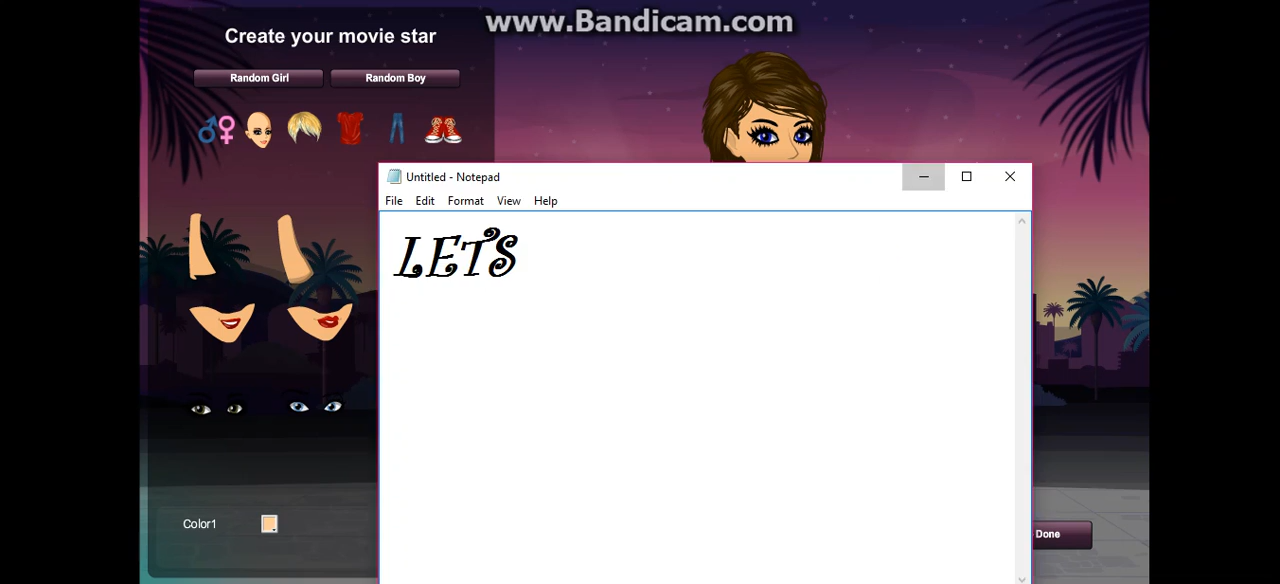 www.Bandicam.com
Create your movie star
Random Girl Random Boy
Untitled - Notepad
File Edit Format View Help
LETS
Color1
Done